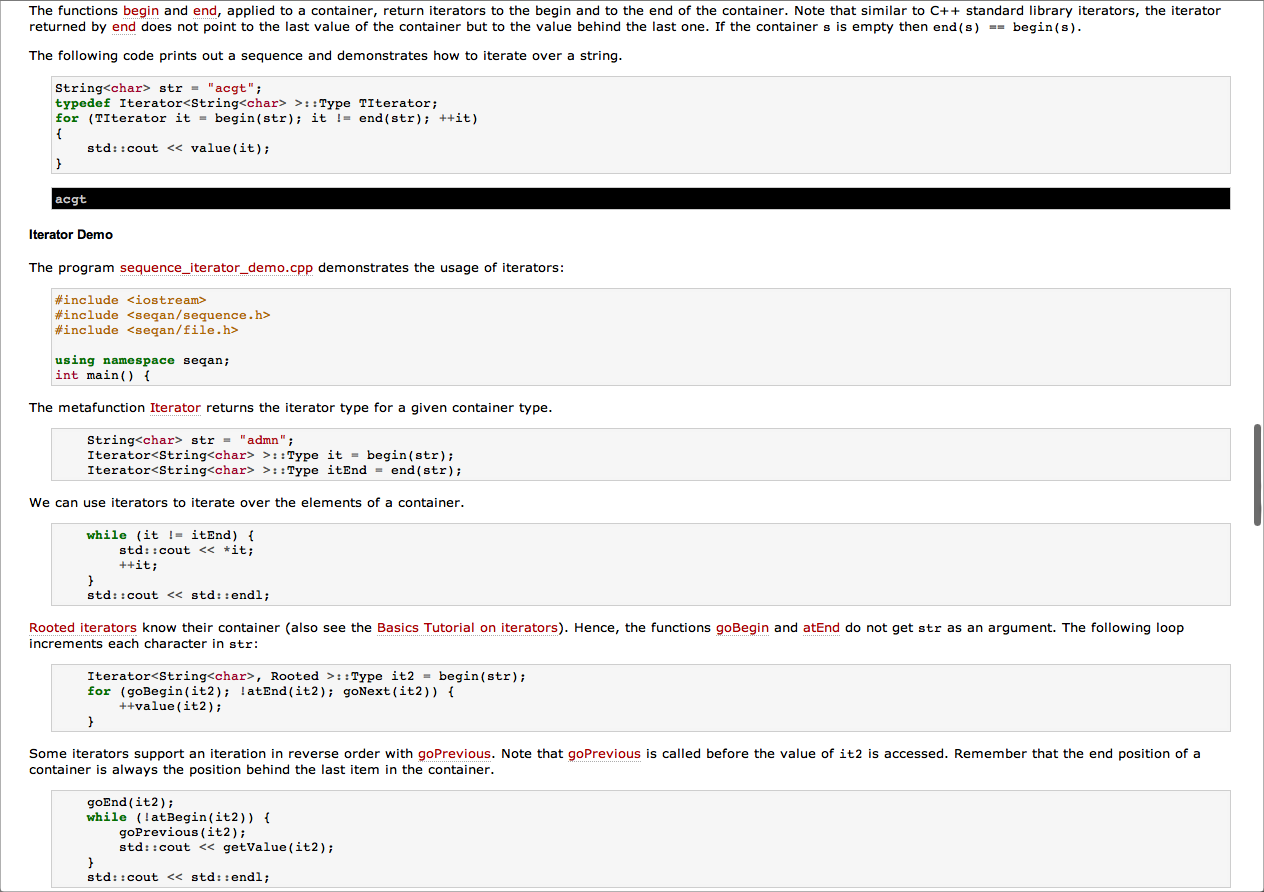 The functions begin and end, applied to a container, return iterators to the begin and to the end of the container. Note that similar to C++ standard library iterators, the iterator
returned by end does not point to the last value of the container but to the value behind the last one. If the container s is empty then end(s) == begin(s).
The following code prints out a sequence and demonstrates how to iterate over a string.
String<char> str = "acgt";
typedef Iterator<String<char> >::Type TIterator;
for (TIterator it = begin(str); it != end(str); ++it)
{
    std::cout << value(it);
}
acgt
Iterator Demo
The program sequence_iterator_demo.cpp demonstrates the usage of iterators:
#include <iostream>
#include <seqan/sequence.h>
#include <seqan/file.h>
using namespace seqan;
int main() {
The metafunction Iterator returns the iterator type for a given container type.
    String<char> str = "admn";
    Iterator<String<char> >::Type it = begin(str);
    Iterator<String<char> >::Type itEnd = end(str);
We can use iterators to iterate over the elements of a container.
    while (it != itEnd) {
        std::cout << *it;
        ++it;
    }
    std::cout << std::endl;
Rooted iterators know their container (also see the Basics Tutorial on iterators). Hence, the functions goBegin and atEnd do not get str as an argument. The following loop
increments each character in str:
    Iterator<String<char>, Rooted >::Type it2 = begin(str);
    for (goBegin(it2); !atEnd(it2); goNext(it2)) {
        ++value(it2);
    }
Some iterators support an iteration in reverse order with goPrevious. Note that goPrevious is called before the value of it2 is accessed. Remember that the end position of a
container is always the position behind the last item in the container.
    goEnd(it2);
    while (!atBegin(it2)) {
        goPrevious(it2);
        std::cout << getValue(it2);
    }
    std::cout << std::endl;